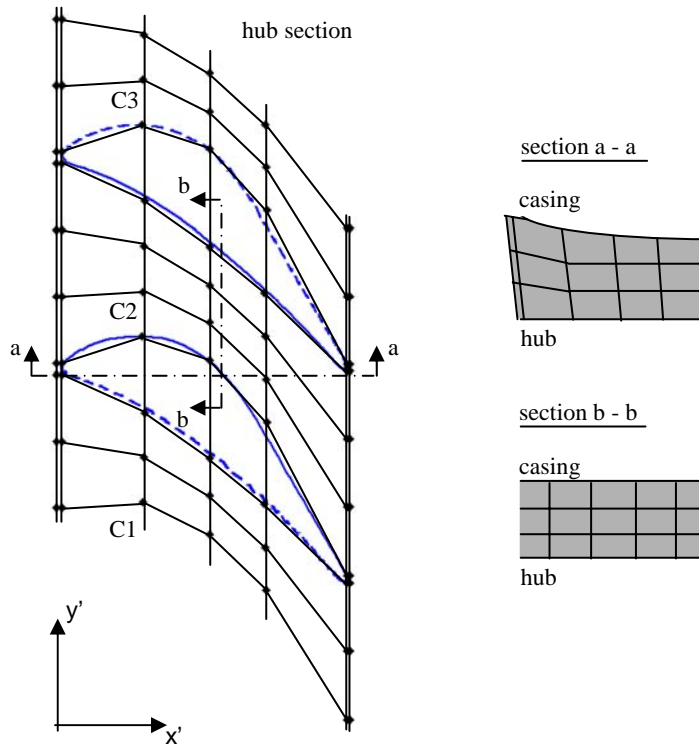 hub section
C3
b
C2
a
a
b
C1
y'
x'
section a - a
casing
hub
section b - b
casing
hub